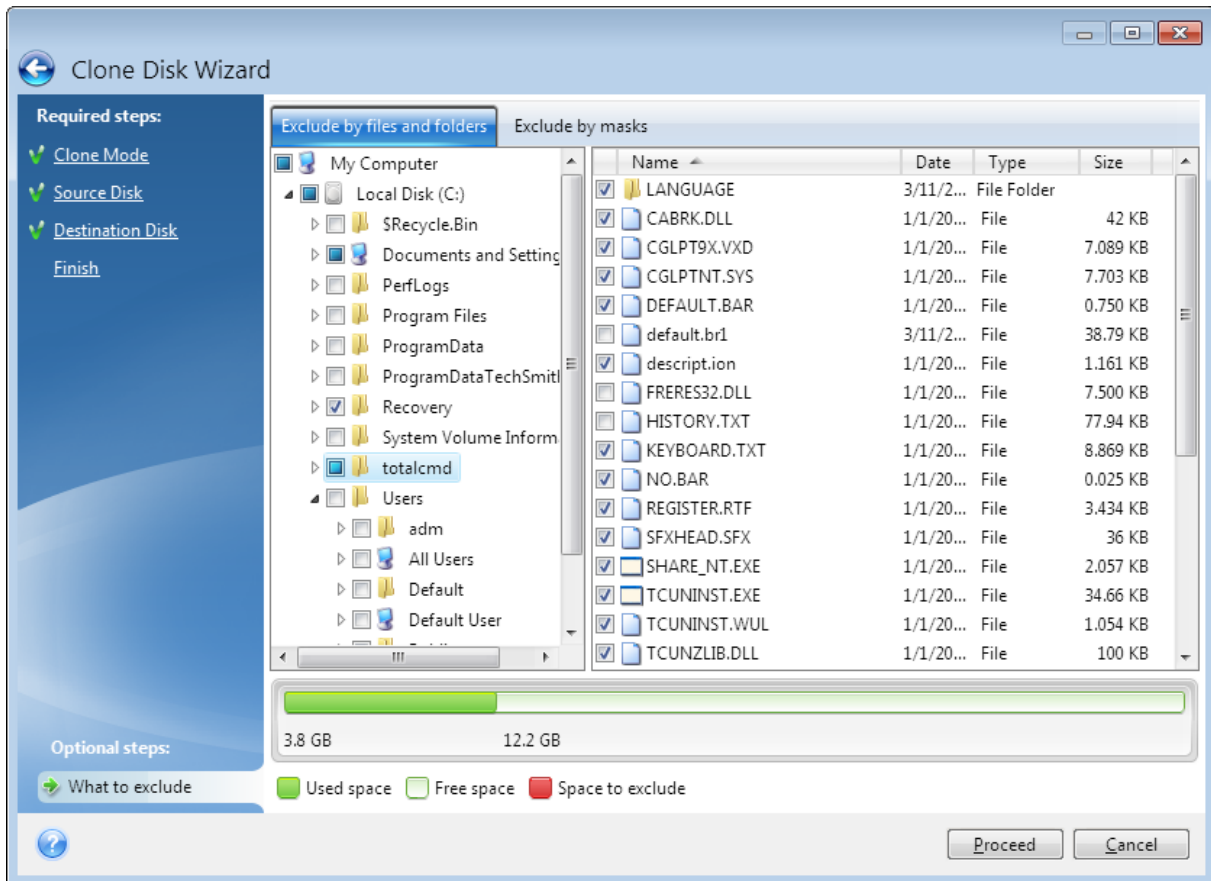 Clone Disk Wizard
Required steps:
Clone Mode
Source Disk
Destination Disk
Finish
Optional steps:
What to exclude
Exclude by files and folders Exclude by masks
My Computer
Local Disk (C:)
$Recycle.Bin
Documents and Setting
PerfLogs
Program Files
ProgramData
ProgramDataTechSmitl
Recovery
System Volume Inform
totalcmd
Users
adm
All Users
Default
Default User
Name Date Type Size
LANGUAGE 3/11/2... File Folder
CABRK.DLL 1/1/20... File 42 KB
CGLPT9X.VXD 1/1/20... File 7.089 KB
CGLPTNT.SYS 1/1/20... File 7.703 KB
DEFAULT.BAR 1/1/20... File 0.750 KB
default.br1 3/11/2... File 38.79 KB
descript.ion 1/1/20... File 1.161 KB
FRERES32.DLL 1/1/20... File 7.500 KB
HISTORY.TXT 1/1/20... File 77.94 KB
KEYBOARD.TXT 1/1/20... File 8.869 KB
NO.BAR 1/1/20... File 0.025 KB
REGISTER.RTF 1/1/20... File 3.434 KB
SFXHEAD.SFX 1/1/20... File 36 KB
SHARE_NT.EXE 1/1/20... File 2.057 KB
TCUNINST.EXE 1/1/20... File 34.66 KB
TCUNINST.WUL 1/1/20... File 1.054 KB
TCUNZLIB.DLL 1/1/20... File 100 KB
3.8 GB 12.2 GB
Used space Free space Space to exclude
Proceed Cancel